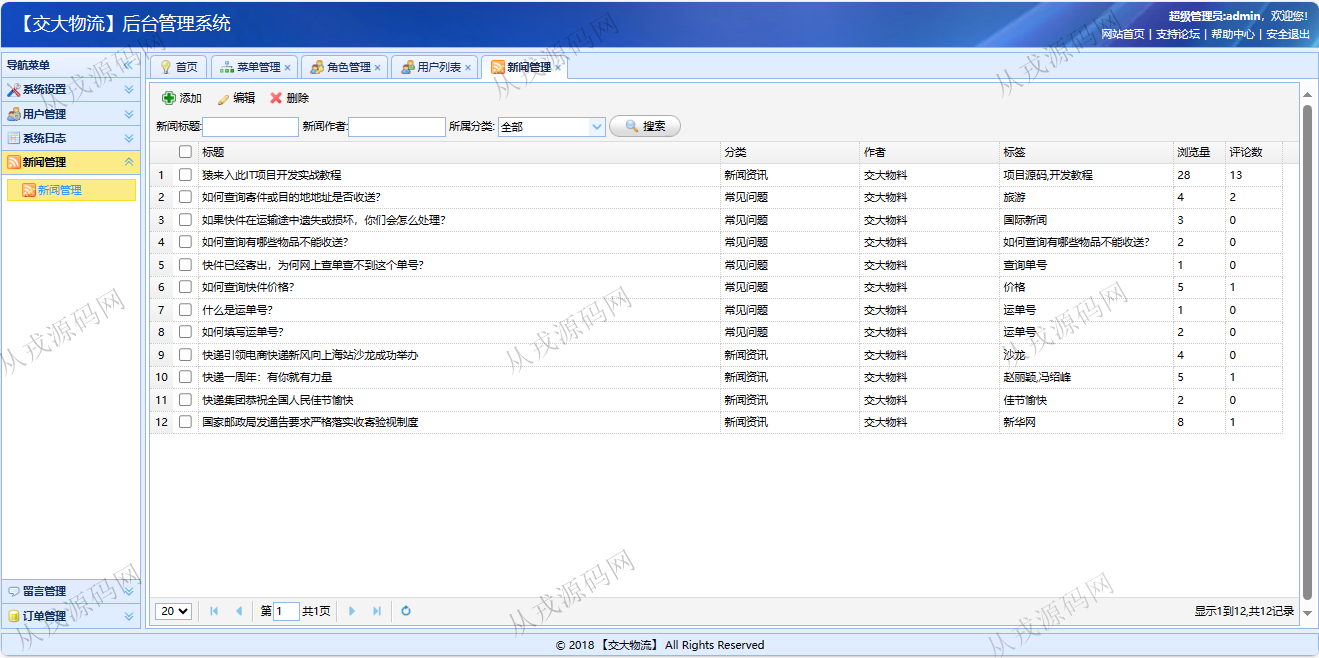 【交大物流】后台管理系统
超级管理员:admin，欢迎您!
网站首页 | 支持论坛 | 帮助中心 | 安全退出
导航菜单
系统设置
用户管理
系统日志
新闻管理
新闻管理
留言管理
订单管理
首页 菜单管理 角色管理 用户列表 新闻管理
添加 编辑 删除
新闻标题: 新闻作者: 所属分类: 全部 搜索
标题 分类 作者 标签 浏览量 评论数
1 猿来入此IT项目开发实战教程 新闻资讯 交大物料 项目源码,开发教程 28 13
2 如何查询寄件或目的地地址是否收送? 常见问题 交大物料 旅游 4 2
3 如果快件在运输途中遗失或损坏，你们会怎么处理? 常见问题 交大物料 国际新闻 3 0
4 如何查询有哪些物品不能收送? 常见问题 交大物料 如何查询有哪些物品不能收送? 2 0
5 快件已经寄出，为何网上查单查不到这个单号? 常见问题 交大物料 查询单号 1 0
6 如何查询快件价格? 常见问题 交大物料 价格 5 1
7 什么是运单号? 常见问题 交大物料 运单号 1 0
8 如何填写运单号? 常见问题 交大物料 运单号 2 0
9 快递引领电商快递新风向上海站沙龙成功举办 新闻资讯 交大物料 沙龙 4 0
10 快递一周年：有你就有力量 新闻资讯 交大物料 赵丽颖,冯绍峰 5 1
11 快递集团恭祝全国人民佳节愉快 新闻资讯 交大物料 佳节愉快 2 0
12 国家邮政局发通告要求严格落实收寄验视制度 新闻资讯 交大物料 新华网 8 1
20 第 1 共1页
显示1到12,共12记录
© 2018 【交大物流】 All Rights Reserved
从戎源码网
从戎源码网
从戎源码网
从戎源码网
从戎源码网
从戎源码网
从戎源码网
从戎源码网
从戎源码网